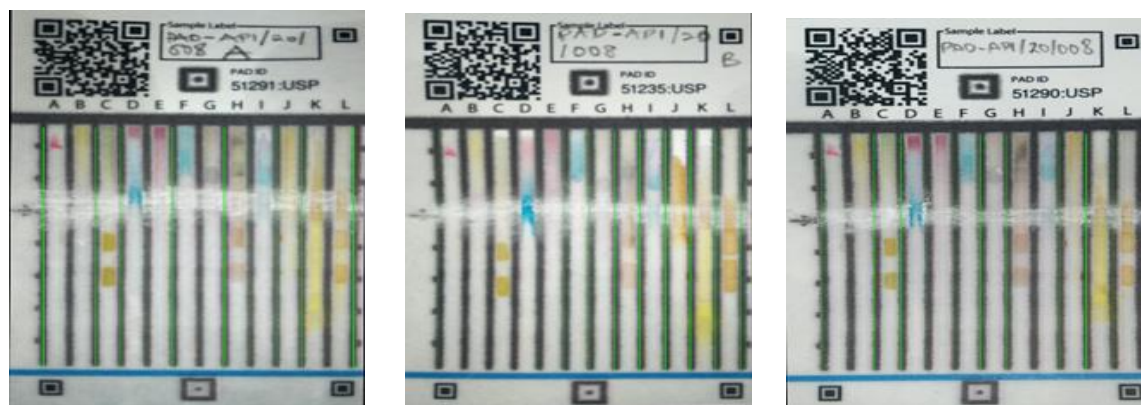 Sample Label
PAD-API/20/
008 A
PAD ID
51291:USP
A B C D E F G H I J K L
Sample Label
PAD-API/20
/008
B
PAD ID
51235:USP
A B C D E F G H I J K L
Sample Label
PAD-API/20/008
PAD ID
51290:USP
A B C D E F G H I J K L